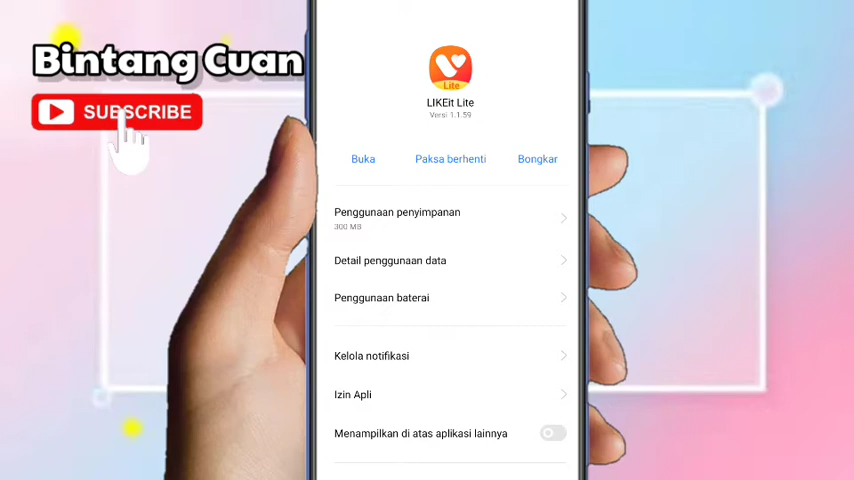 Bintang Cuan
SUBSCRIBE
Lite
LIKEit Lite
Versi 1.1.59
Buka
Paksa berhenti
Bongkar
Penggunaan penyimpanan
300 MB
Detail penggunaan data
Penggunaan baterai
Kelola notifikasi
Izin Apli
Menampilkan di atas aplikasi lainnya